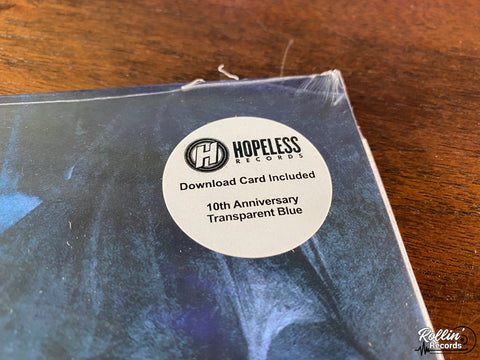 H HOPELESS
RECORDS
Download Card Included
10th Anniversary
Transparent Blue
Rollin'
Records